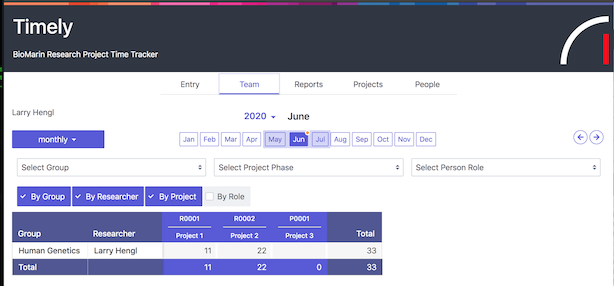 Timely
BioMarin Research Project Time Tracker
Entry Team Reports Projects People
Larry Hengl
2020 June
monthly
Jan Feb Mar Apr May Jun Jul Aug Sep Oct Nov Dec
Select Group Select Project Phase Select Person Role
By Group By Researcher By Project By Role
R0001 R0002 P0001
Group Researcher Project 1 Project 2 Project 3 Total
Human Genetics Larry Hengl 11 22 33
Total 11 22 0 33